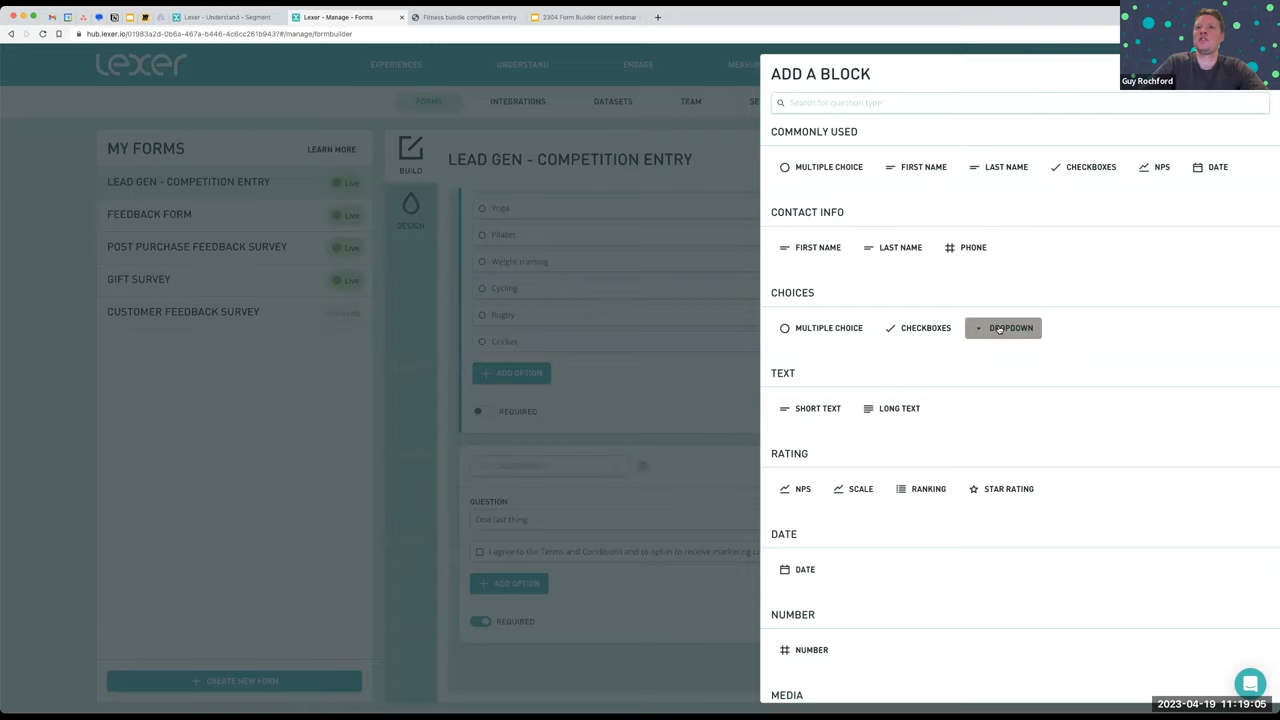 Lexer - Understand - Segment
Lexer - Manage - Forms
Fitness bundle competition entry
2304 Form Builder client webinar
hub.lexer.io/01983a2d-0b6a-467a-b446-4c6cc261b943?#/manage/formbuilder
Guy Rochford
Lexer
EXPERIENCES
UNDERSTAND
ENGAGE
MEASU
FORMS
INTEGRATIONS
DATASETS
TEAM
SE
MY FORMS
LEARN MORE
LEAD GEN - COMPETITION ENTRY
Live
FEEDBACK FORM
Live
POST PURCHASE FEEDBACK SURVEY
Live
GIFT SURVEY
Live
CUSTOMER FEEDBACK SURVEY
CREATE NEW FORM
BUILD
DESIGN
LEAD GEN - COMPETITION ENTRY
Yoga
Pilates
Weight training
Cycling
Rugby
Cricket
ADD OPTION
REQUIRED
QUESTION
One last thing
I agree to the Terms and Conditions and to opt-in to receive marketing co
ADD OPTION
REQUIRED
ADD A BLOCK
Search for question type
COMMONLY USED
MULTIPLE CHOICE FIRST NAME LAST NAME CHECKBOXES NPS DATE
CONTACT INFO
FIRST NAME LAST NAME PHONE
CHOICES
MULTIPLE CHOICE CHECKBOXES DROPDOWN
TEXT
SHORT TEXT LONG TEXT
RATING
NPS SCALE RANKING STAR RATING
DATE
DATE
NUMBER
NUMBER
MEDIA
2023-04-19 11:19:05